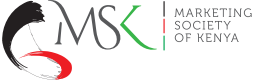 MSK
MARKETING
SOCIETY
OF KENYA